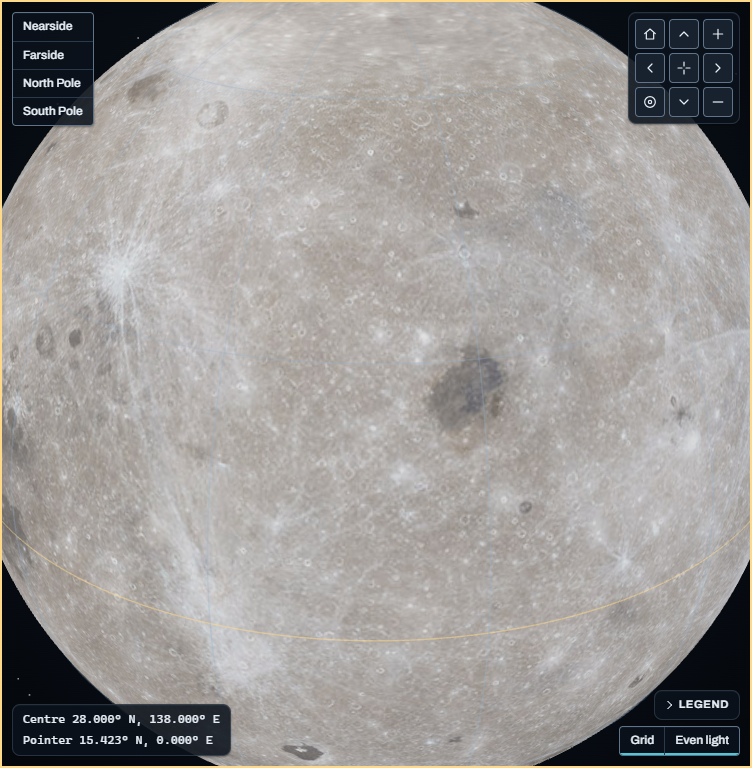 Nearside
Farside
North Pole
South Pole
LEGEND
Centre 28.000° N, 138.000° E
Pointer 15.423° N, 0.000° E
Grid
Even light